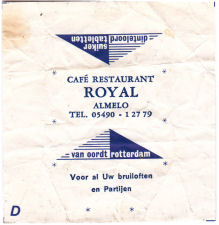 suiker dinteloord
tabletten
CAFÉ RESTAURANT
ROYAL
ALMELO
TEL. 05490 - 12779
van oordt rotterdam
Voor al Uw bruiloften
en Partijen
D